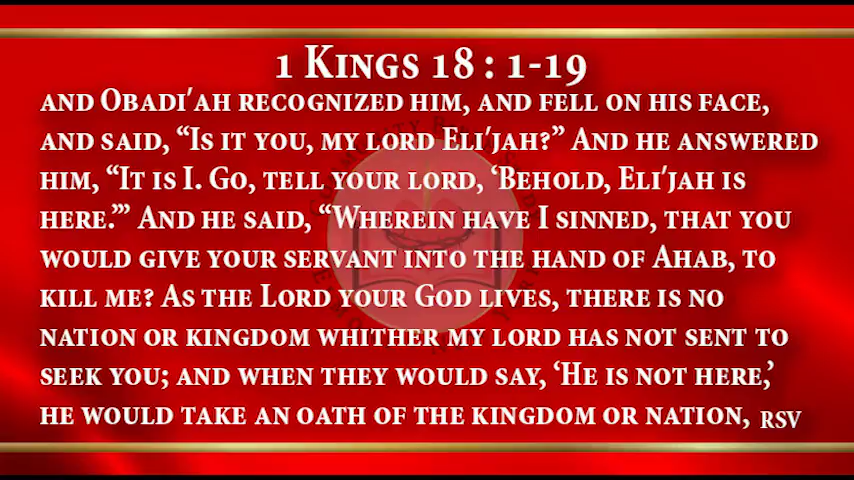 1 Kings 18 : 1-19
and Obadi'ah recognized him, and fell on his face,
and said, “Is it you, my lord Eli'jah?” And he answered
him, “It is I. Go, tell your lord, ‘Behold, Eli'jah is
here.’” And he said, “Wherein have I sinned, that you
would give your servant into the hand of Ahab, to
kill me? As the Lord your God lives, there is no
nation or kingdom whither my lord has not sent to
seek you; and when they would say, ‘He is not here,’
he would take an oath of the kingdom or nation, RSV